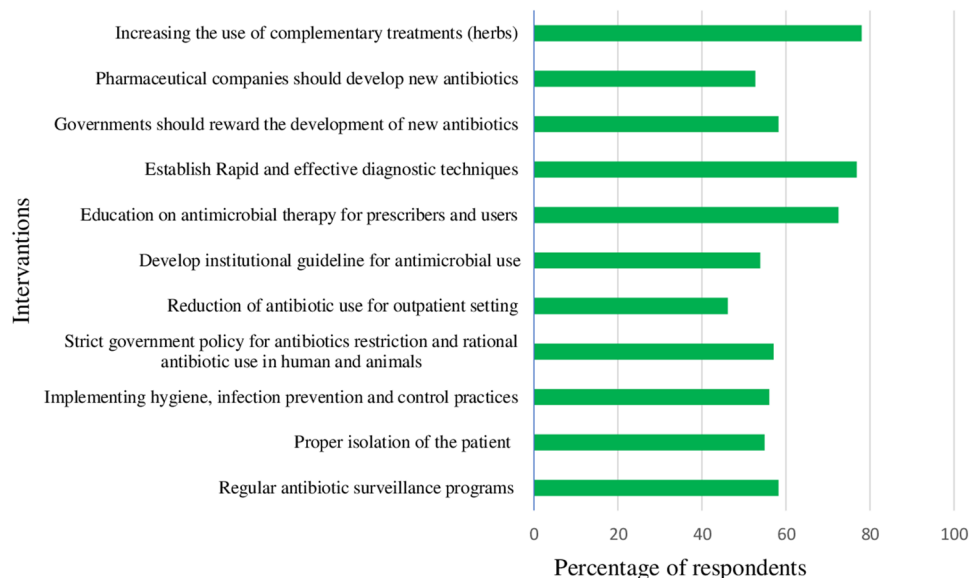 Increasing the use of complementary treatments (herbs)
Pharmaceutical companies should develop new antibiotics
Governments should reward the development of new antibiotics
Establish Rapid and effective diagnostic techniques
Education on antimicrobial therapy for prescribers and users
Develop institutional guideline for antimicrobial use
Reduction of antibiotic use for outpatient setting
Strict government policy for antibiotics restriction and rational
antibiotic use in human and animals
Implementing hygiene, infection prevention and control practices
Proper isolation of the patient
Regular antibiotic surveillance programs
Intervantions
0 20 40 60 80 100
Percentage of respondents